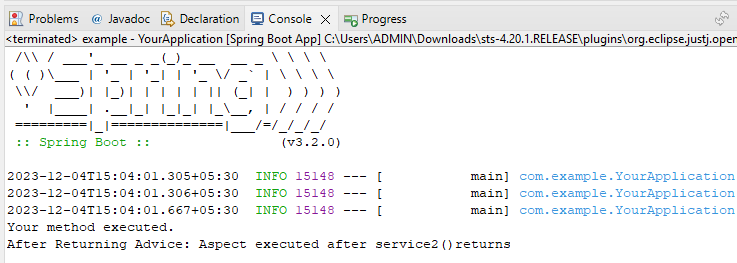 Problems @ Javadoc Declaration Console × Progress
<terminated> example - YourApplication [Spring Boot App] C:\Users\ADMIN\Downloads\sts-4.20.1.RELEASE\plugins\org.eclipse.justj.open
 /\\ / ___'_ __ _ _(_)_ __  __ _ \ \ \ \
( ( )\___ | '_ | '_| | '_ \/ _` | \ \ \ \
 \\/  ___)| |_)| | | | | || (_| |  ) ) ) )
  '  |____| .__|_| |_|_| |_\__, | / / / /
 =========|_|==============|___/=/_/_/_/
 :: Spring Boot ::                (v3.2.0)
2023-12-04T15:04:01.305+05:30  INFO 15148 --- [           main] com.example.YourApplication
2023-12-04T15:04:01.306+05:30  INFO 15148 --- [           main] com.example.YourApplication
2023-12-04T15:04:01.667+05:30  INFO 15148 --- [           main] com.example.YourApplication
Your method executed.
After Returning Advice: Aspect executed after service2()returns